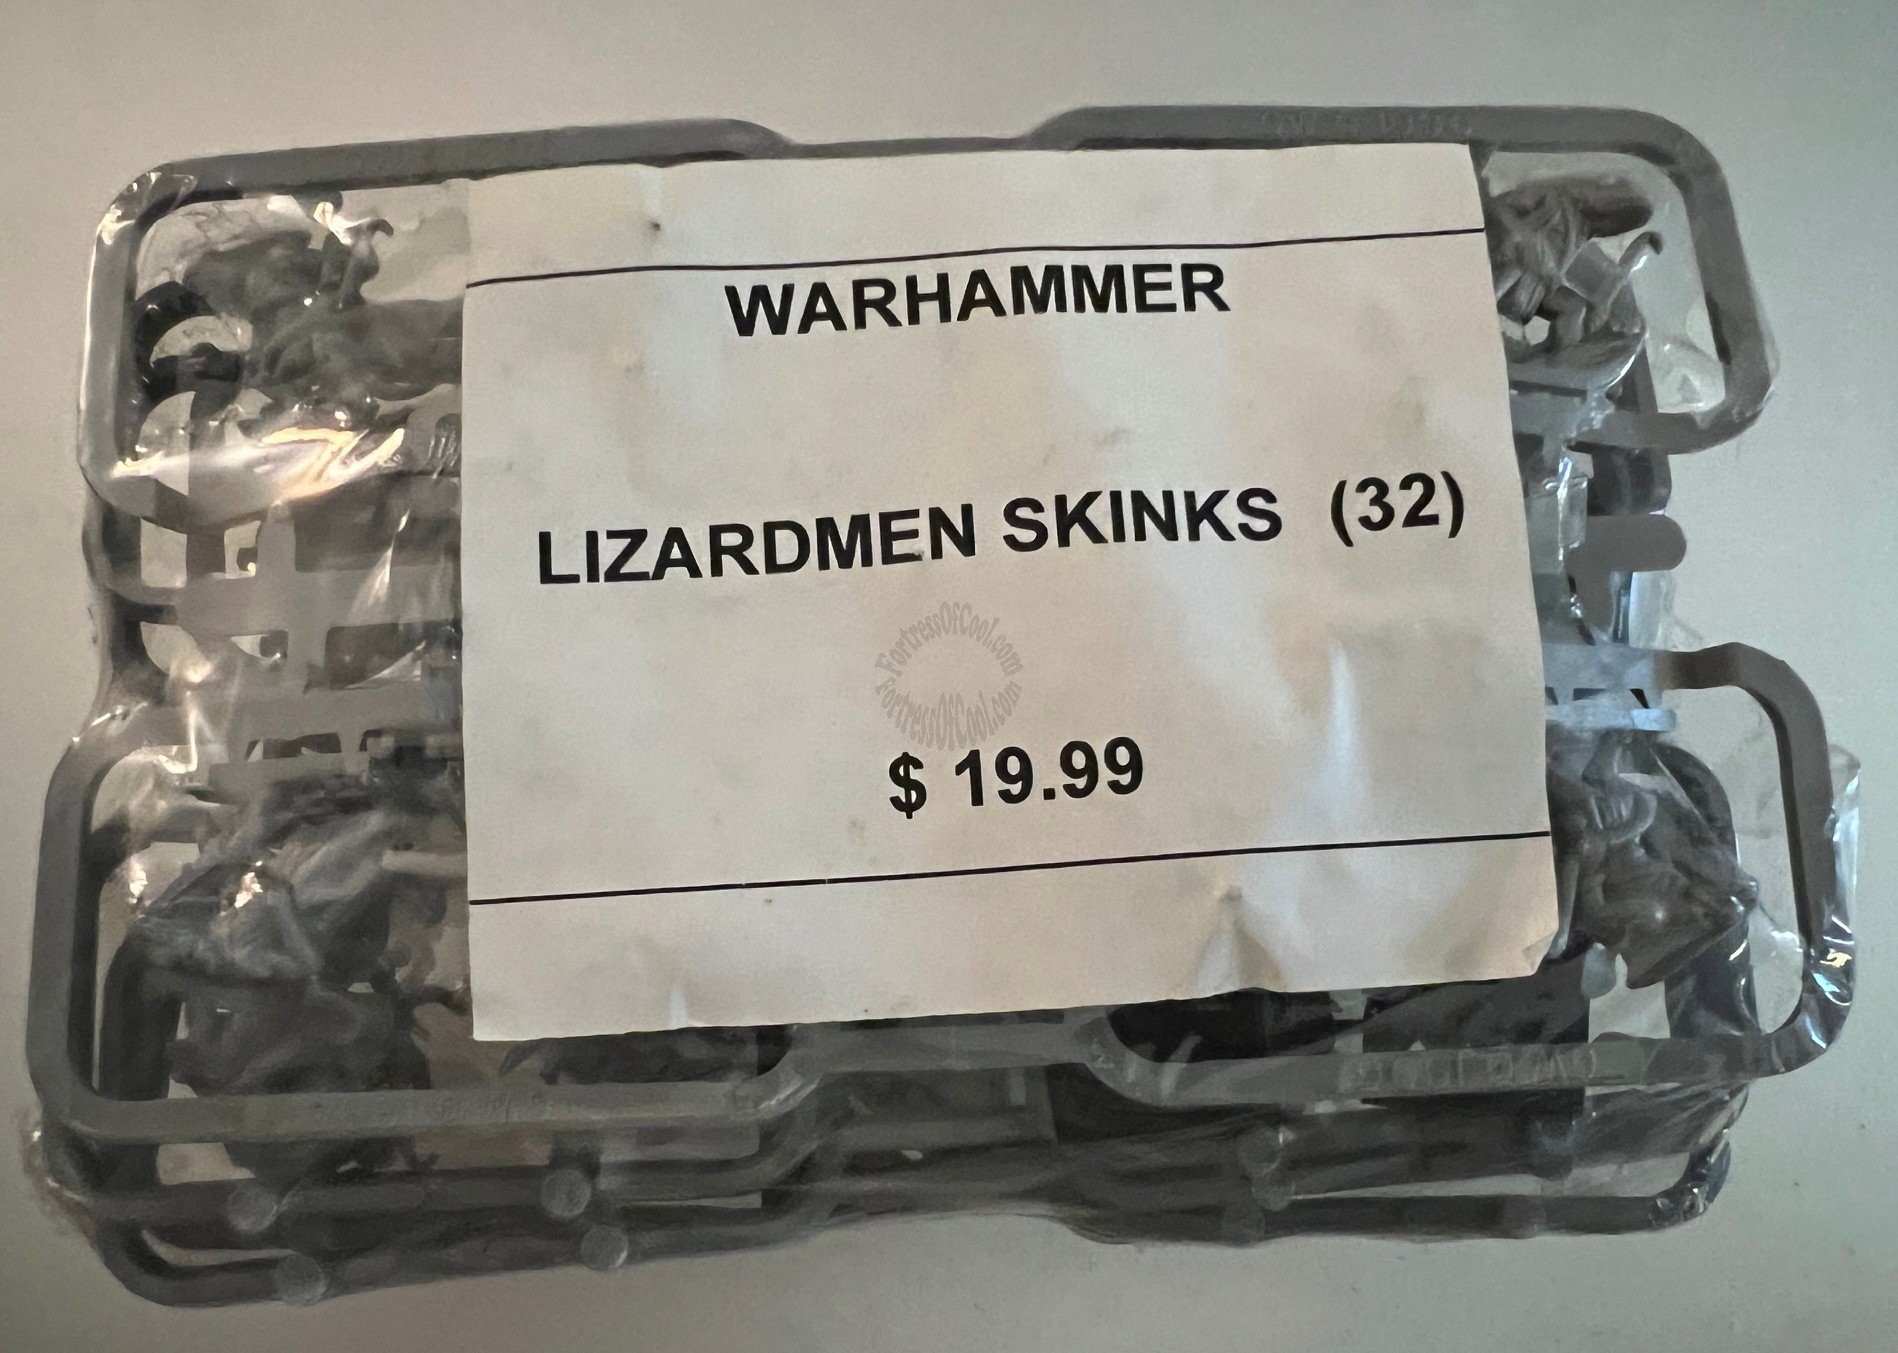 WARHAMMER
LIZARDMEN SKINKS (32)
FortressOfCool.com
FortressOfCool.com
$ 19.99